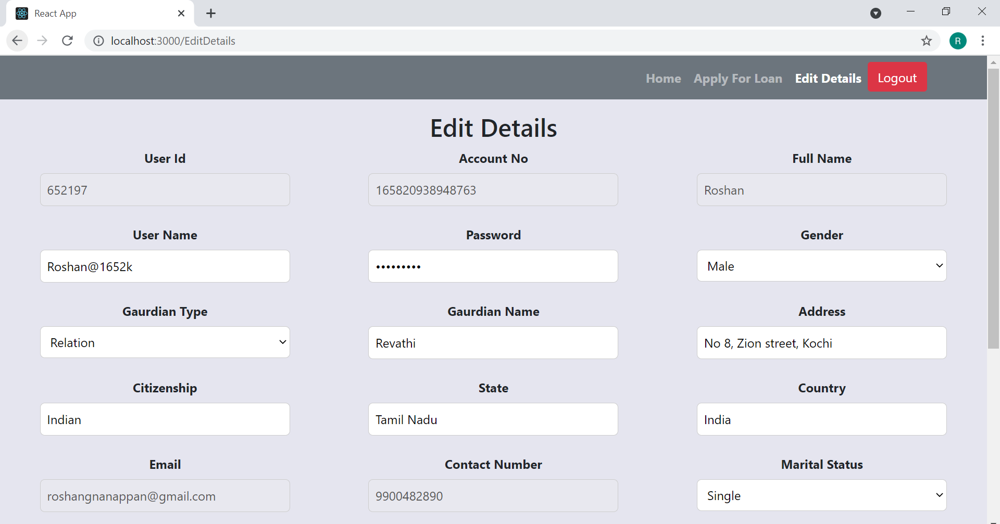 React App
localhost:3000/EditDetails
R
Home Apply For Loan Edit Details Logout
Edit Details
User Id Account No Full Name
652197 165820938948763 Roshan
User Name Password Gender
Roshan@1652k ••••••••• Male
Gaurdian Type Gaurdian Name Address
Relation Revathi No 8, Zion street, Kochi
Citizenship State Country
Indian Tamil Nadu India
Email Contact Number Marital Status
roshangnanappan@gmail.com 9900482890 Single